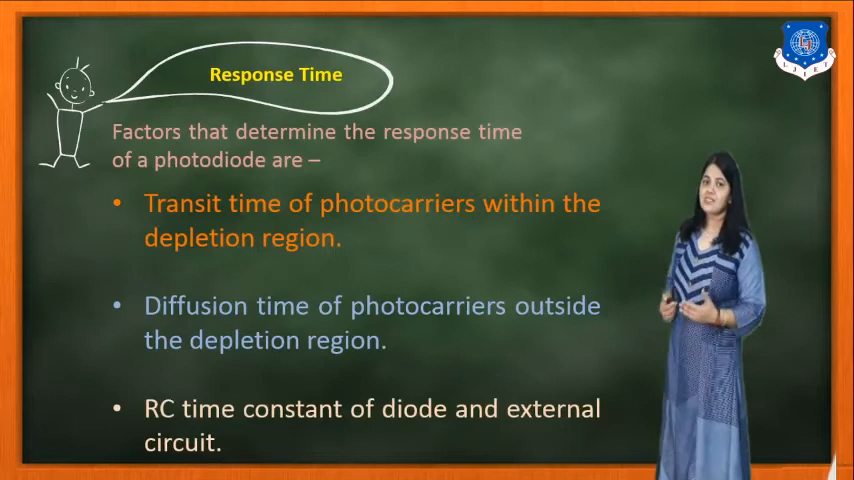 Response Time
Factors that determine the response time
of a photodiode are –
• Transit time of photocarriers within the
depletion region.
• Diffusion time of photocarriers outside
the depletion region.
• RC time constant of diode and external
circuit.
LJIET